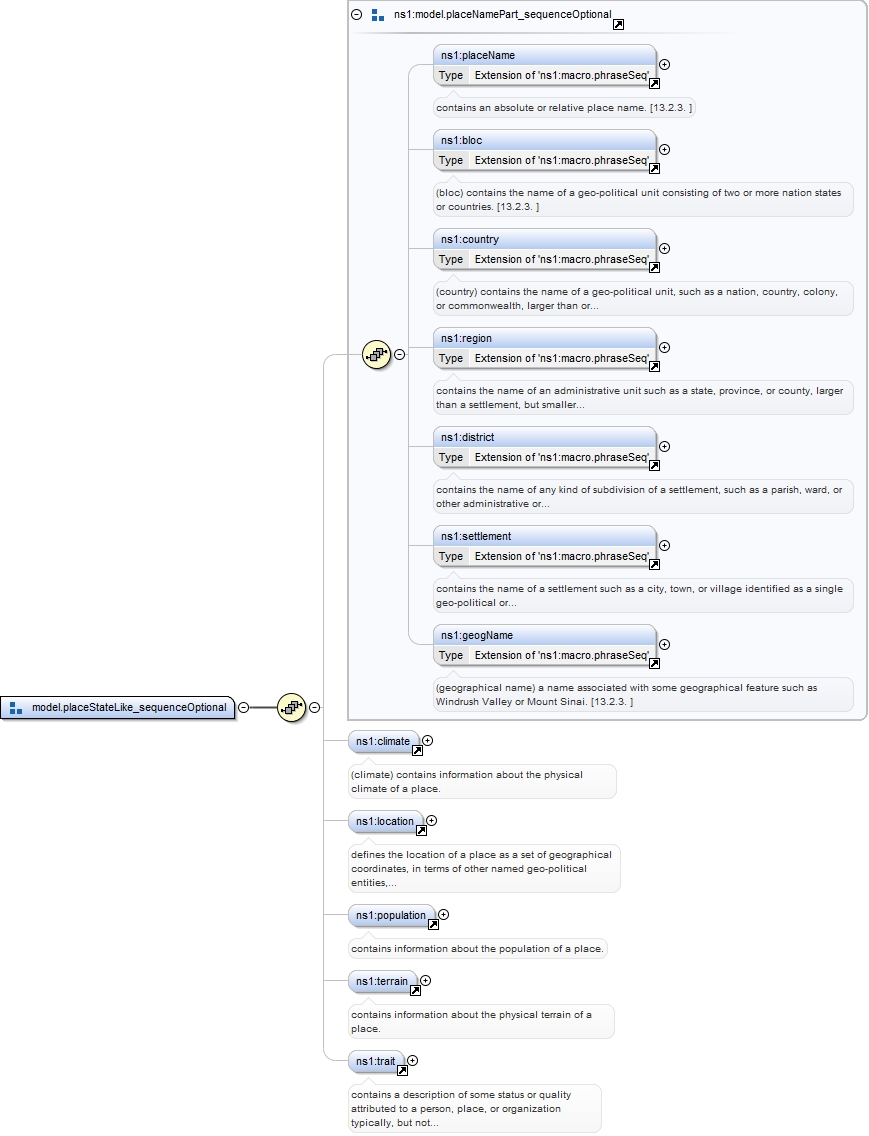 ns1:model.placeNamePart_sequenceOptional
ns1:placeName
Type Extension of 'ns1:macro.phraseSeq'
contains an absolute or relative place name. [13.2.3. ]
ns1:bloc
Type Extension of 'ns1:macro.phraseSeq'
(bloc) contains the name of a geo-political unit consisting of two or more nation states
or countries. [13.2.3. ]
ns1:country
Type Extension of 'ns1:macro.phraseSeq'
(country) contains the name of a geo-political unit, such as a nation, country, colony,
or commonwealth, larger than or...
ns1:region
Type Extension of 'ns1:macro.phraseSeq'
contains the name of an administrative unit such as a state, province, or county, larger
than a settlement, but smaller...
ns1:district
Type Extension of 'ns1:macro.phraseSeq'
contains the name of any kind of subdivision of a settlement, such as a parish, ward, or
other administrative or...
ns1:settlement
Type Extension of 'ns1:macro.phraseSeq'
contains the name of a settlement such as a city, town, or village identified as a single
geo-political or...
ns1:geogName
Type Extension of 'ns1:macro.phraseSeq'
(geographical name) a name associated with some geographical feature such as
Windrush Valley or Mount Sinai. [13.2.3. ]
model.placeStateLike_sequenceOptional
ns1:climate
(climate) contains information about the physical
climate of a place.
ns1:location
defines the location of a place as a set of geographical
coordinates, in terms of other named geo-political
entities,...
ns1:population
contains information about the population of a place.
ns1:terrain
contains information about the physical terrain of a
place.
ns1:trait
contains a description of some status or quality
attributed to a person, place, or organization
typically, but not...